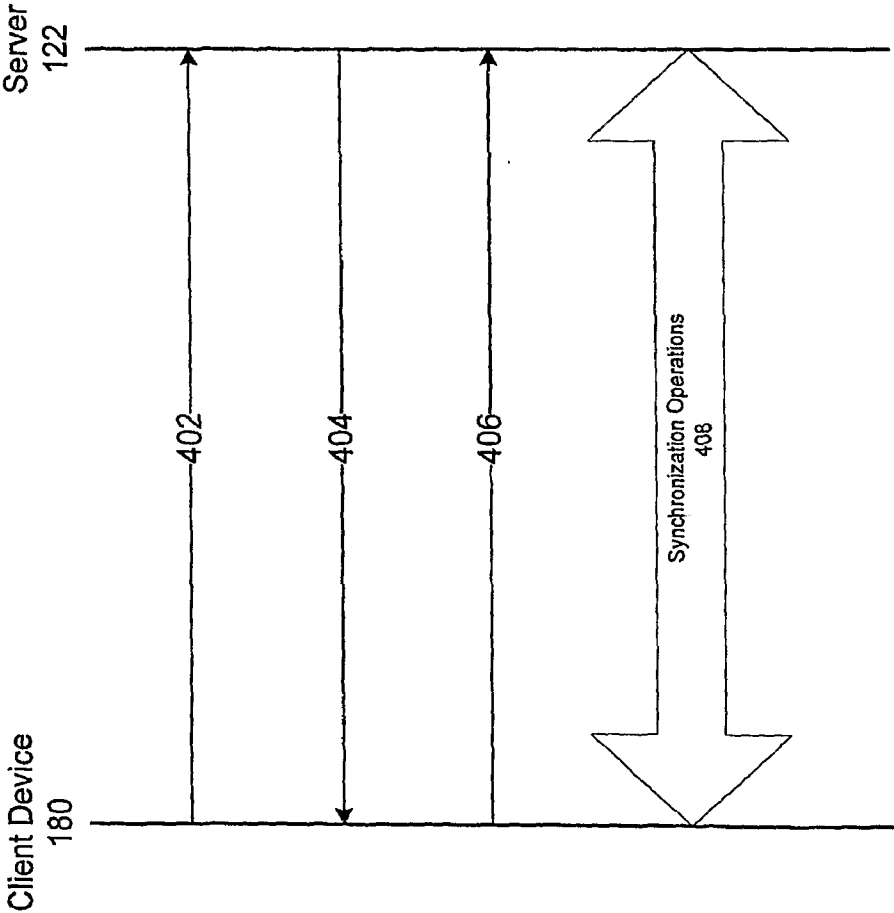 Client Device
180
Server
122
402
404
406
Synchronization Operations
408